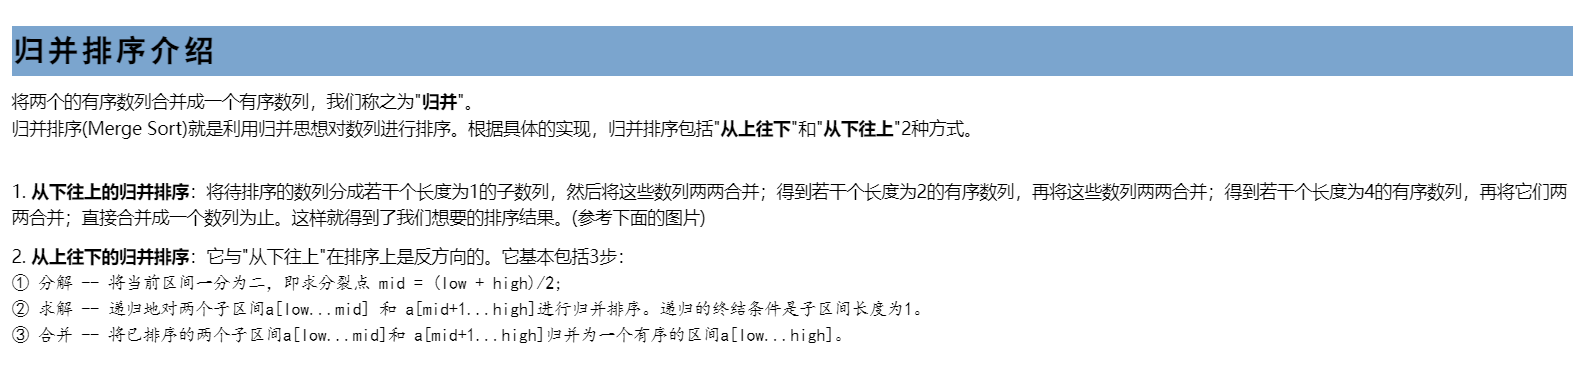 归并排序介绍
将两个的有序数列合并成一个有序数列，我们称之为"归并"。
归并排序(Merge Sort)就是利用归并思想对数列进行排序。根据具体的实现，归并排序包括"从上往下"和"从下往上"2种方式。
1. 从下往上的归并排序：将待排序的数列分成若干个长度为1的子数列，然后将这些数列两两合并；得到若干个长度为2的有序数列，再将这些数列两两合并；得到若干个长度为4的有序数列，再将它们两
两合并；直接合并成一个数列为止。这样就得到了我们想要的排序结果。(参考下面的图片)
2. 从上往下的归并排序：它与"从下往上"在排序上是反方向的。它基本包括3步：
① 分解 -- 将当前区间一分为二，即求分裂点 mid = (low + high)/2;
② 求解 -- 递归地对两个子区间a[low...mid] 和 a[mid+1...high]进行归并排序。递归的终结条件是子区间长度为1。
③ 合并 -- 将已排序的两个子区间a[low...mid]和 a[mid+1...high]归并为一个有序的区间a[low...high]。